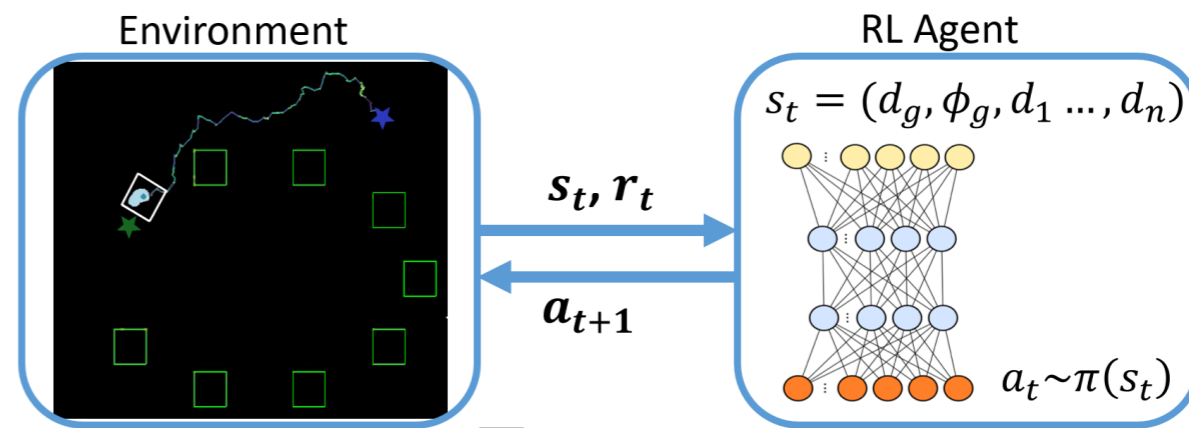 Environment
RL Agent
s_t = (d_g, ϕ_g, d_1 …, d_n)
s_t, r_t
a_{t+1}
a_t~π(s_t)